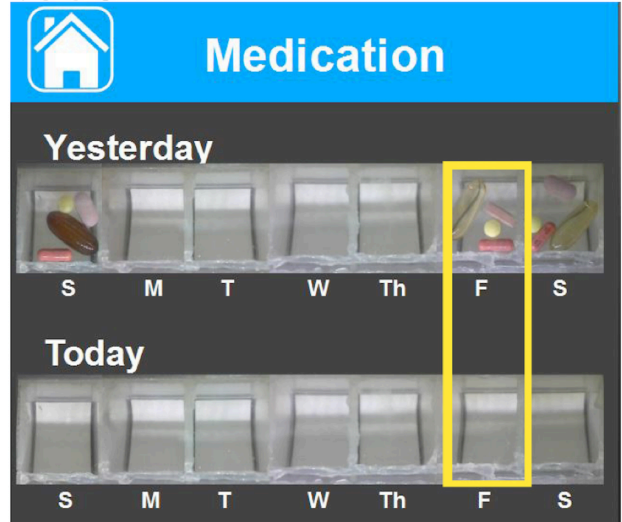 Medication
Yesterday
S M T W Th F S
Today
S M T W Th F S